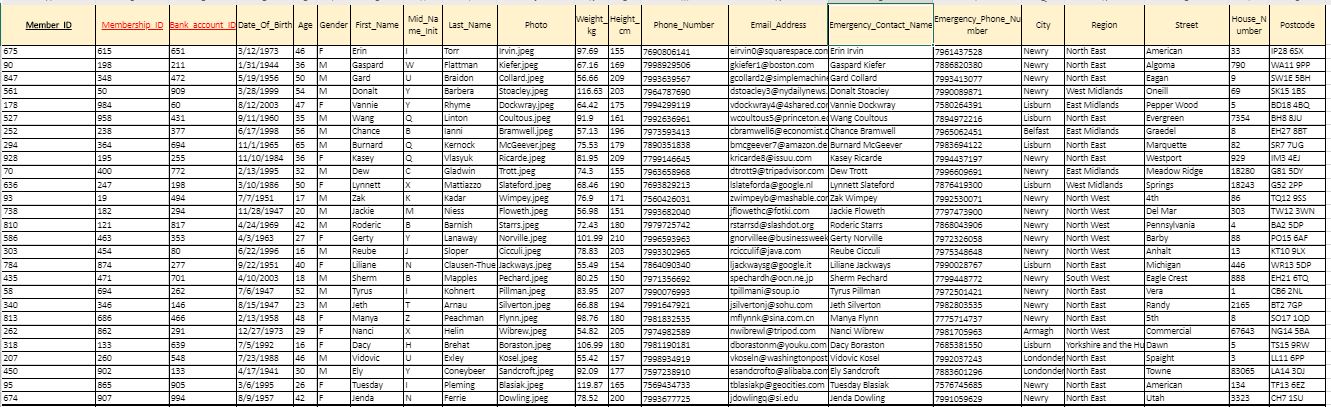 Member_ID Membership_ID Bank_account_ID Date_Of_Birth Age Gender First_Name Mid_Name_Init Last_Name Photo Weight_kg Height_cm Phone_Number Email_Address Emergency_Contact_Name Emergency_Phone_Number City Region Street House_Number Postcode
675 615 651 3/12/1973 46 F Erin I Torr Irvin.jpeg 97.69 155 7690806141 eirvin0@squarespace.con Erin Irvin 7961437528 Newry North East American 33 IP28 6SX
90 198 211 1/31/1944 36 M Gaspard W Flattman Kiefer.jpeg 67.16 169 7998929506 gkiefer1@boston.com Gaspard Kiefer 7886820380 Newry North East Algoma 790 WA11 9PP
847 348 472 5/19/1956 50 M Gard U Braidon Collard.jpeg 56.66 209 7993639567 gcollard2@simplemachin Gard Collard 7993413077 Newry North East Eagan 9 SW1E 5BH
561 50 909 3/28/1999 54 M Donalt Y Barbera Stoacley.jpeg 116.63 203 7964787690 dstoacley3@nydailynews. Donalt Stoacley 7990089871 Newry West Midlands Oneill 69 SK15 1BS
178 984 60 8/12/2003 47 F Vannie Y Rhyme Dockwray.jpeg 64.42 175 7994299119 vdockwray4@4shared.cor Vannie Dockwray 7580264391 Lisburn East Midlands Pepper Wood 5 BD18 4BQ
527 958 431 9/11/1960 35 M Wang Q Linton Coultous.jpeg 91.9 161 7992636961 wcoultous5@princeton.e Wang Coultous 7894972216 Lisburn North East Evergreen 7354 BH8 8JU
252 238 377 6/17/1998 56 M Chance B Ianni Bramwell.jpeg 57.13 196 7973593413 cbramwell6@economist.c Chance Bramwell 7965062451 Belfast East Midlands Graedel 8 EH27 8BT
294 364 694 11/1/1965 65 M Burnard Q Kernock McGeever.jpeg 75.53 179 7890351838 bmcgeever7@amazon.de Burnard McGeever 7983694122 Lisburn North East Marquette 82 SR7 7UG
928 195 255 11/10/1984 36 F Kasey Q Vlasyuk Ricarde.jpeg 81.95 209 7799146645 kricarde8@issuu.com Kasey Ricarde 7994437197 Newry North East Westport 929 IM3 4EJ
70 400 772 2/13/1995 32 M Dew C Gladwin Trott.jpeg 74.3 155 7963658968 dtrott9@tripadvisor.com Dew Trott 7996609691 Newry East Midlands Meadow Ridge 18280 G81 5DY
636 247 198 3/10/1986 50 F Lynnett X Mattiazzo Slateford.jpeg 68.46 190 7693829213 lslateforda@google.nl Lynnett Slateford 7876419300 Lisburn West Midlands Springs 18243 G52 2PP
93 19 494 7/7/1951 17 M Zak K Kadar Wimpey.jpeg 76.9 171 7560426031 zwimpeyb@mashable.cor Zak Wimpey 7992530071 Newry North West 4th 86 TQ12 9SS
738 182 294 11/28/1947 20 M Jackie M Niess Floweth.jpeg 56.98 151 7993682040 jflowethc@fotki.com Jackie Floweth 7797473900 Newry North West Del Mar 303 TW12 3WN
810 121 817 4/24/1969 42 M Roderic B Barnish Starrs.jpeg 72.43 180 7979725742 rstarrsd@slashdot.org Roderic Starrs 7868043906 Newry North West Pennsylvania 4 BA2 5DP
586 463 353 4/3/1963 27 F Gerty Y Lanaway Norville.jpeg 101.99 210 7996593963 gnorvillee@businessweek Gerty Norville 7972326058 Newry North West Barby 88 PO15 6AF
303 454 80 6/22/1996 16 M Reube J Sloper Cicculi.jpeg 78.83 203 7993302965 rcicculif@java.com Reube Cicculi 7975348648 Newry North West Anhalt 13 KT10 9LX
784 874 277 9/22/1951 40 F Liliane N Clausen-Thue Jackways.jpeg 55.49 154 7864090340 ljackwaysg@google.it Liliane Jackways 7990028767 Lisburn North East Michigan 446 WR13 5DP
435 471 701 4/10/2003 18 M Sherm B Mapples Pechard.jpeg 80.25 150 7971356692 spechardh@ocn.ne.jp Sherm Pechard 7799448772 Newry South West Eagle Crest 888 EH21 6TQ
58 694 262 7/6/1947 52 M Tyrus I Kohnert Pillman.jpeg 83.95 207 7990076993 tpillmani@soup.io Tyrus Pillman 7972501421 Newry North East Vera 1 CB6 2NL
340 346 146 8/15/1947 23 M Jeth T Arnau Silverton.jpeg 66.88 194 7991647921 jsilvertonj@sohu.com Jeth Silverton 7982803535 Newry North East Randy 2165 BT2 7GP
813 686 466 2/13/1958 48 F Manya Z Peachman Flynn.jpeg 98.76 180 7981832535 mflynnk@sina.com.cn Manya Flynn 7775714737 Newry North East 5th 8 SO17 1QD
262 862 291 12/27/1973 29 F Nanci X Helin Wibrew.jpeg 54.82 205 7974982589 nwibrewl@tripod.com Nanci Wibrew 7981705963 Armagh North West Commercial 67643 NG14 5BA
318 133 639 7/5/1992 16 F Dacy H Brehat Boraston.jpeg 106.99 180 7981190181 dborastonm@youku.com Dacy Boraston 7685381550 Lisburn Yorkshire and the Hu Dawn 5 TS15 9RW
207 260 548 7/23/1988 46 M Vidovic U Exley Kosel.jpeg 55.42 157 7998934919 vkoseln@washingtonpost Vidovic Kosel 7992037243 Londonder North East Spaight 3 LL11 6PP
450 902 133 4/17/1941 30 M Ely Y Coneybeer Sandcroft.jpeg 92.09 177 7597238910 esandcrofto@alibaba.cor Ely Sandcroft 7883601296 Londonder North East Towne 83065 LA14 3DJ
95 865 905 3/6/1995 26 F Tuesday I Pleming Blasiak.jpeg 119.87 165 7569434733 tblasiakp@geocities.com Tuesday Blasiak 7576745685 Newry North East American 134 TF13 6EZ
674 907 994 8/9/1957 42 F Jenda N Ferrie Dowling.jpeg 78.52 200 7993677725 jdowlingq@si.edu Jenda Dowling 7991059629 Newry North East Utah 3323 CH7 1SU